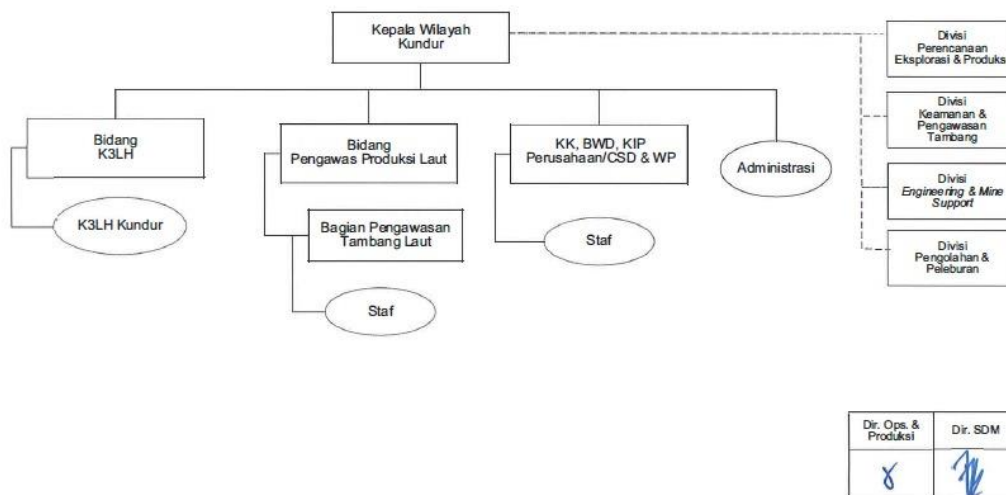 Kepala Wilayah
Kundur
Divisi
Perencanaan
Eksplorasi & Produks
Divisi
Keamanan &
Pengawasan
Tambang
Divisi
Engineering & Mine
Support
Divisi
Pengolahan &
Peleburan
Bidang
K3LH
K3LH Kundur
Bidang
Pengawas Produksi Laut
Bagian Pengawasan
Tambang Laut
Staf
KK, BWD, KIP
Perusahaan/CSD & WP
Staf
Administrasi
Dir. Ops. &
Produksi
Dir. SDM